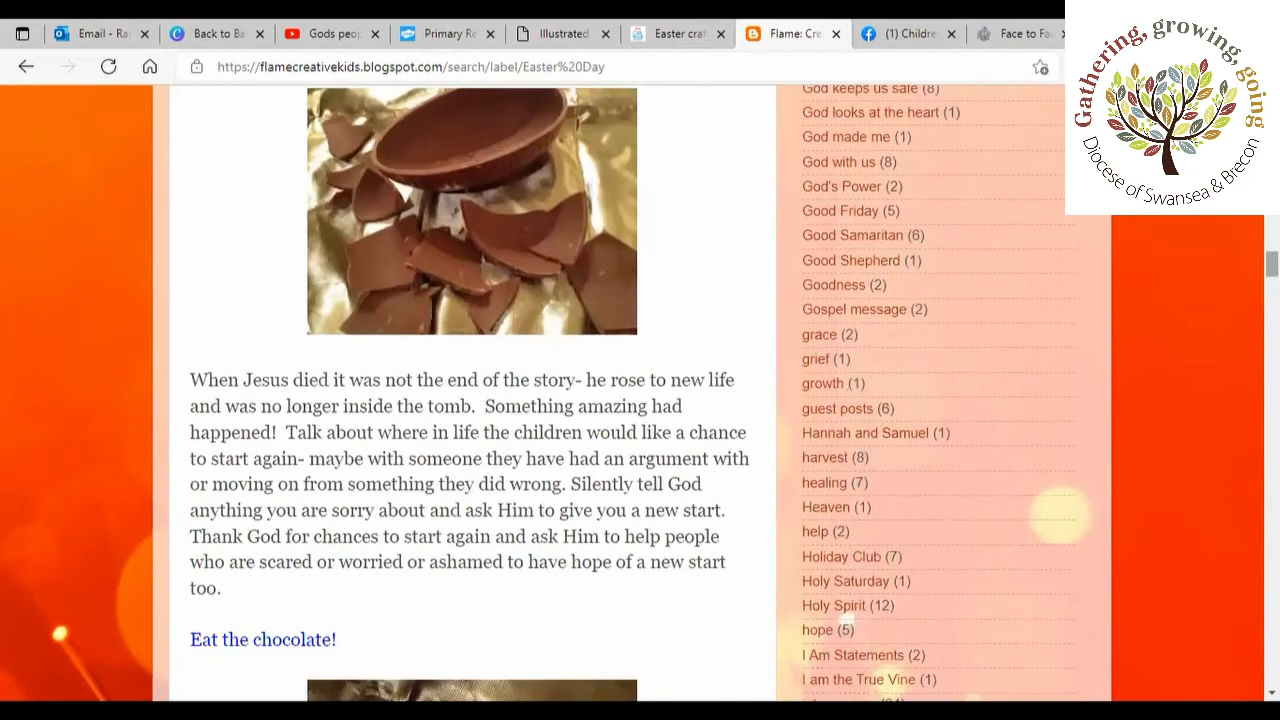 Email - Ra
Back to Ba
Gods peop
Primary Re
Illustrated
Easter craf
Flame: Cre
(1) Childre
Face to Fa
https://flamecreativekids.blogspot.com/search/label/Easter%20Day
Gathering, growing, going
Diocese of Swansea & Brecon
When Jesus died it was not the end of the story- he rose to new life
and was no longer inside the tomb.  Something amazing had
happened!  Talk about where in life the children would like a chance
to start again- maybe with someone they have had an argument with
or moving on from something they did wrong. Silently tell God
anything you are sorry about and ask Him to give you a new start.
Thank God for chances to start again and ask Him to help people
who are scared or worried or ashamed to have hope of a new start
too.
Eat the chocolate!
God keeps us safe (8)
God looks at the heart (1)
God made me (1)
God with us (8)
God's Power (2)
Good Friday (5)
Good Samaritan (6)
Good Shepherd (1)
Goodness (2)
Gospel message (2)
grace (2)
grief (1)
growth (1)
guest posts (6)
Hannah and Samuel (1)
harvest (8)
healing (7)
Heaven (1)
help (2)
Holiday Club (7)
Holy Saturday (1)
Holy Spirit (12)
hope (5)
I Am Statements (2)
I am the True Vine (1)